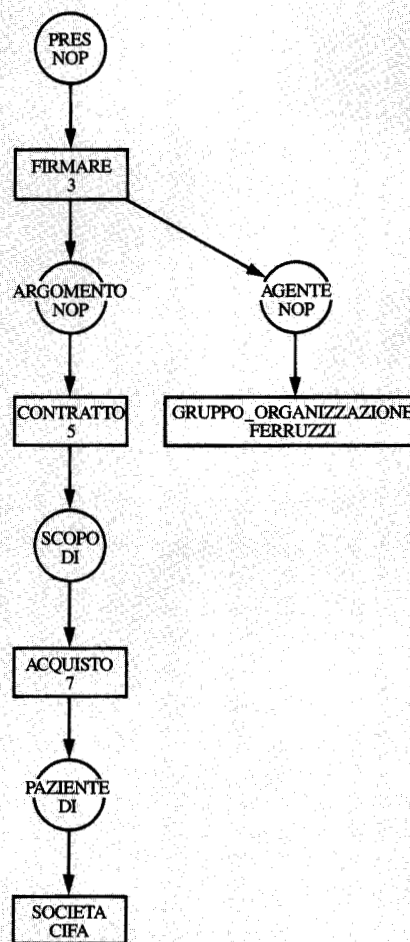 PRES
NOP
FIRMARE
3
ARGOMENTO
NOP
AGENTE
NOP
CONTRATTO
5
GRUPPO_ORGANIZZAZIONE
FERRUZZI
SCOPO
DI
ACQUISTO
7
PAZIENTE
DI
SOCIETA
CIFA